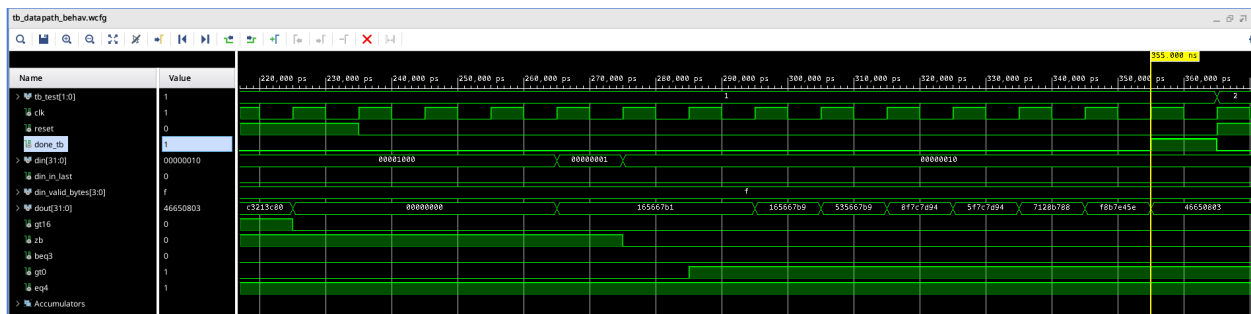 tb_datapath_behav.wcfg
355.000 ns
Name Value 220,000 ps 230,000 ps 240,000 ps 250,000 ps 260,000 ps 270,000 ps 280,000 ps 290,000 ps 300,000 ps 310,000 ps 320,000 ps 330,000 ps 340,000 ps 350,000 ps 360,000 ps
tb_test[1:0] 1 1 2
clk 1
reset 0
done_tb 1
din[31:0] 00000010 00001000 00000001 00000010
din_in_last 0
din_valid_bytes[3:0] f f
dout[31:0] 46650803 c3213c80 00000000 165667b1 165667b9 535667b9 8f7c7d94 5f7c7d94 7128b788 f8b7e45e 46650803
gt16 0
zb 0
beq3 0
gt0 1
eq4 1
Accumulators